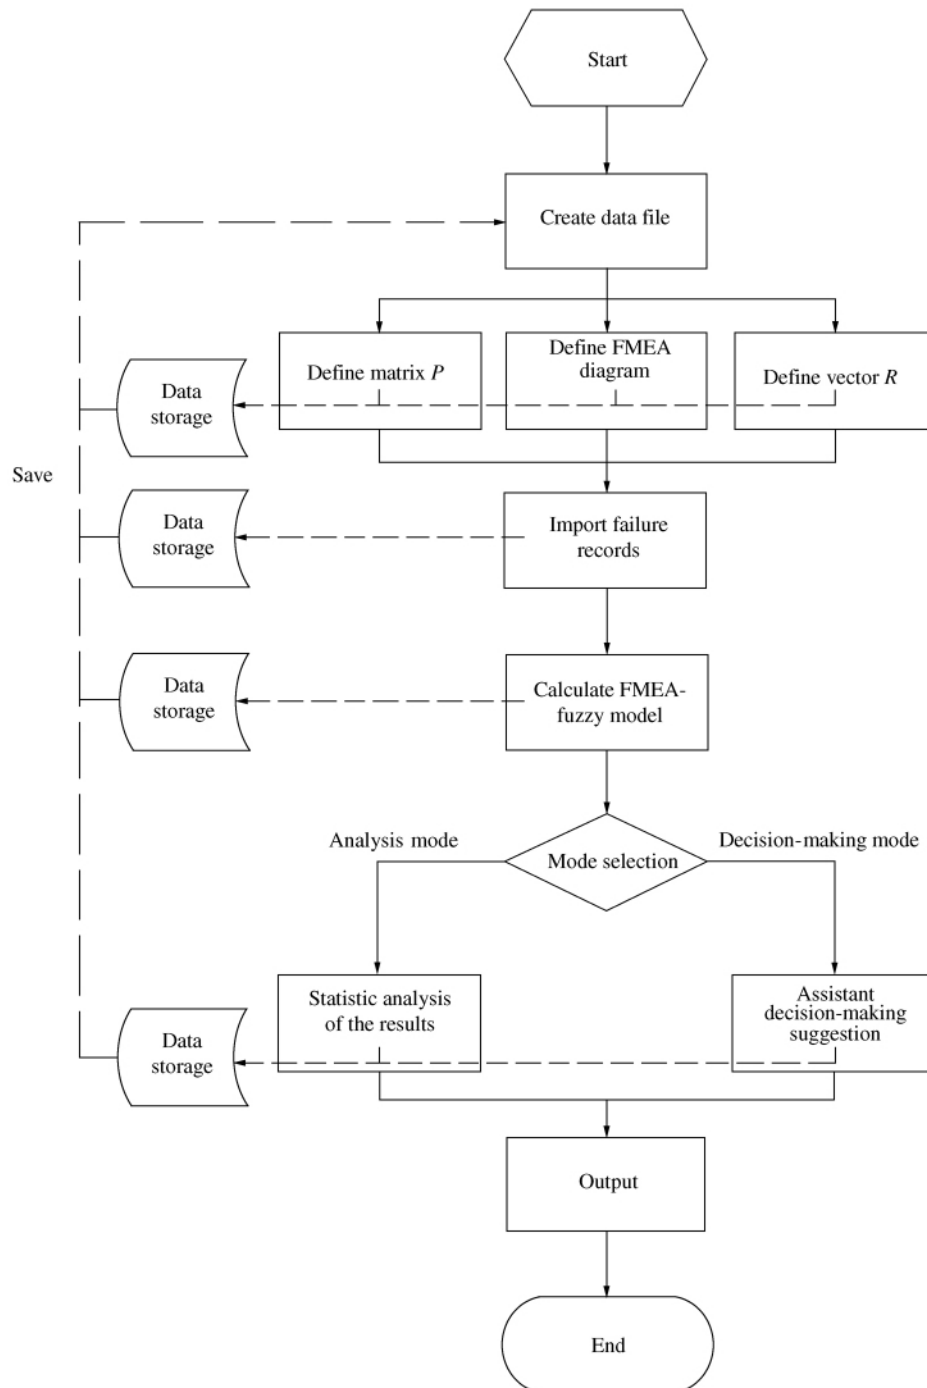 Start
Create data file
Define matrix P
Define FMEA
diagram
Define vector R
Data
storage
Save
Data
storage
Import failure
records
Data
storage
Calculate FMEA-
fuzzy model
Analysis mode
Mode selection
Decision-making mode
Statistic analysis
of the results
Assistant
decision-making
suggestion
Data
storage
Output
End